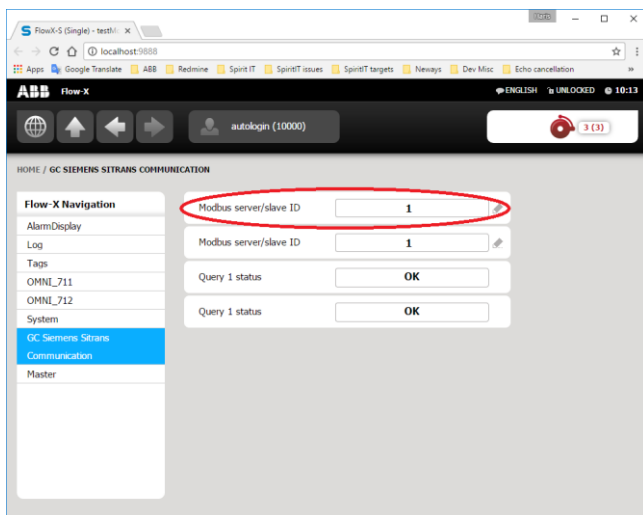 FlowX-S (Single) - testM
localhost:9888
Apps Google Translate ABB Redmine Spirit IT SpiritIT issues SpiritIT targets Neways Dev Misc Echo cancellation »
ABB Flow-X ENGLISH UNLOCKED 10:13
autologin (10000) 3 (3)
HOME / GC SIEMENS SITRANS COMMUNICATION
Flow-X Navigation
AlarmDisplay
Log
Tags
OMNI_711
OMNI_712
System
GC Siemens Sitrans
Communication
Master
Modbus server/slave ID 1
Modbus server/slave ID 1
Query 1 status OK
Query 1 status OK